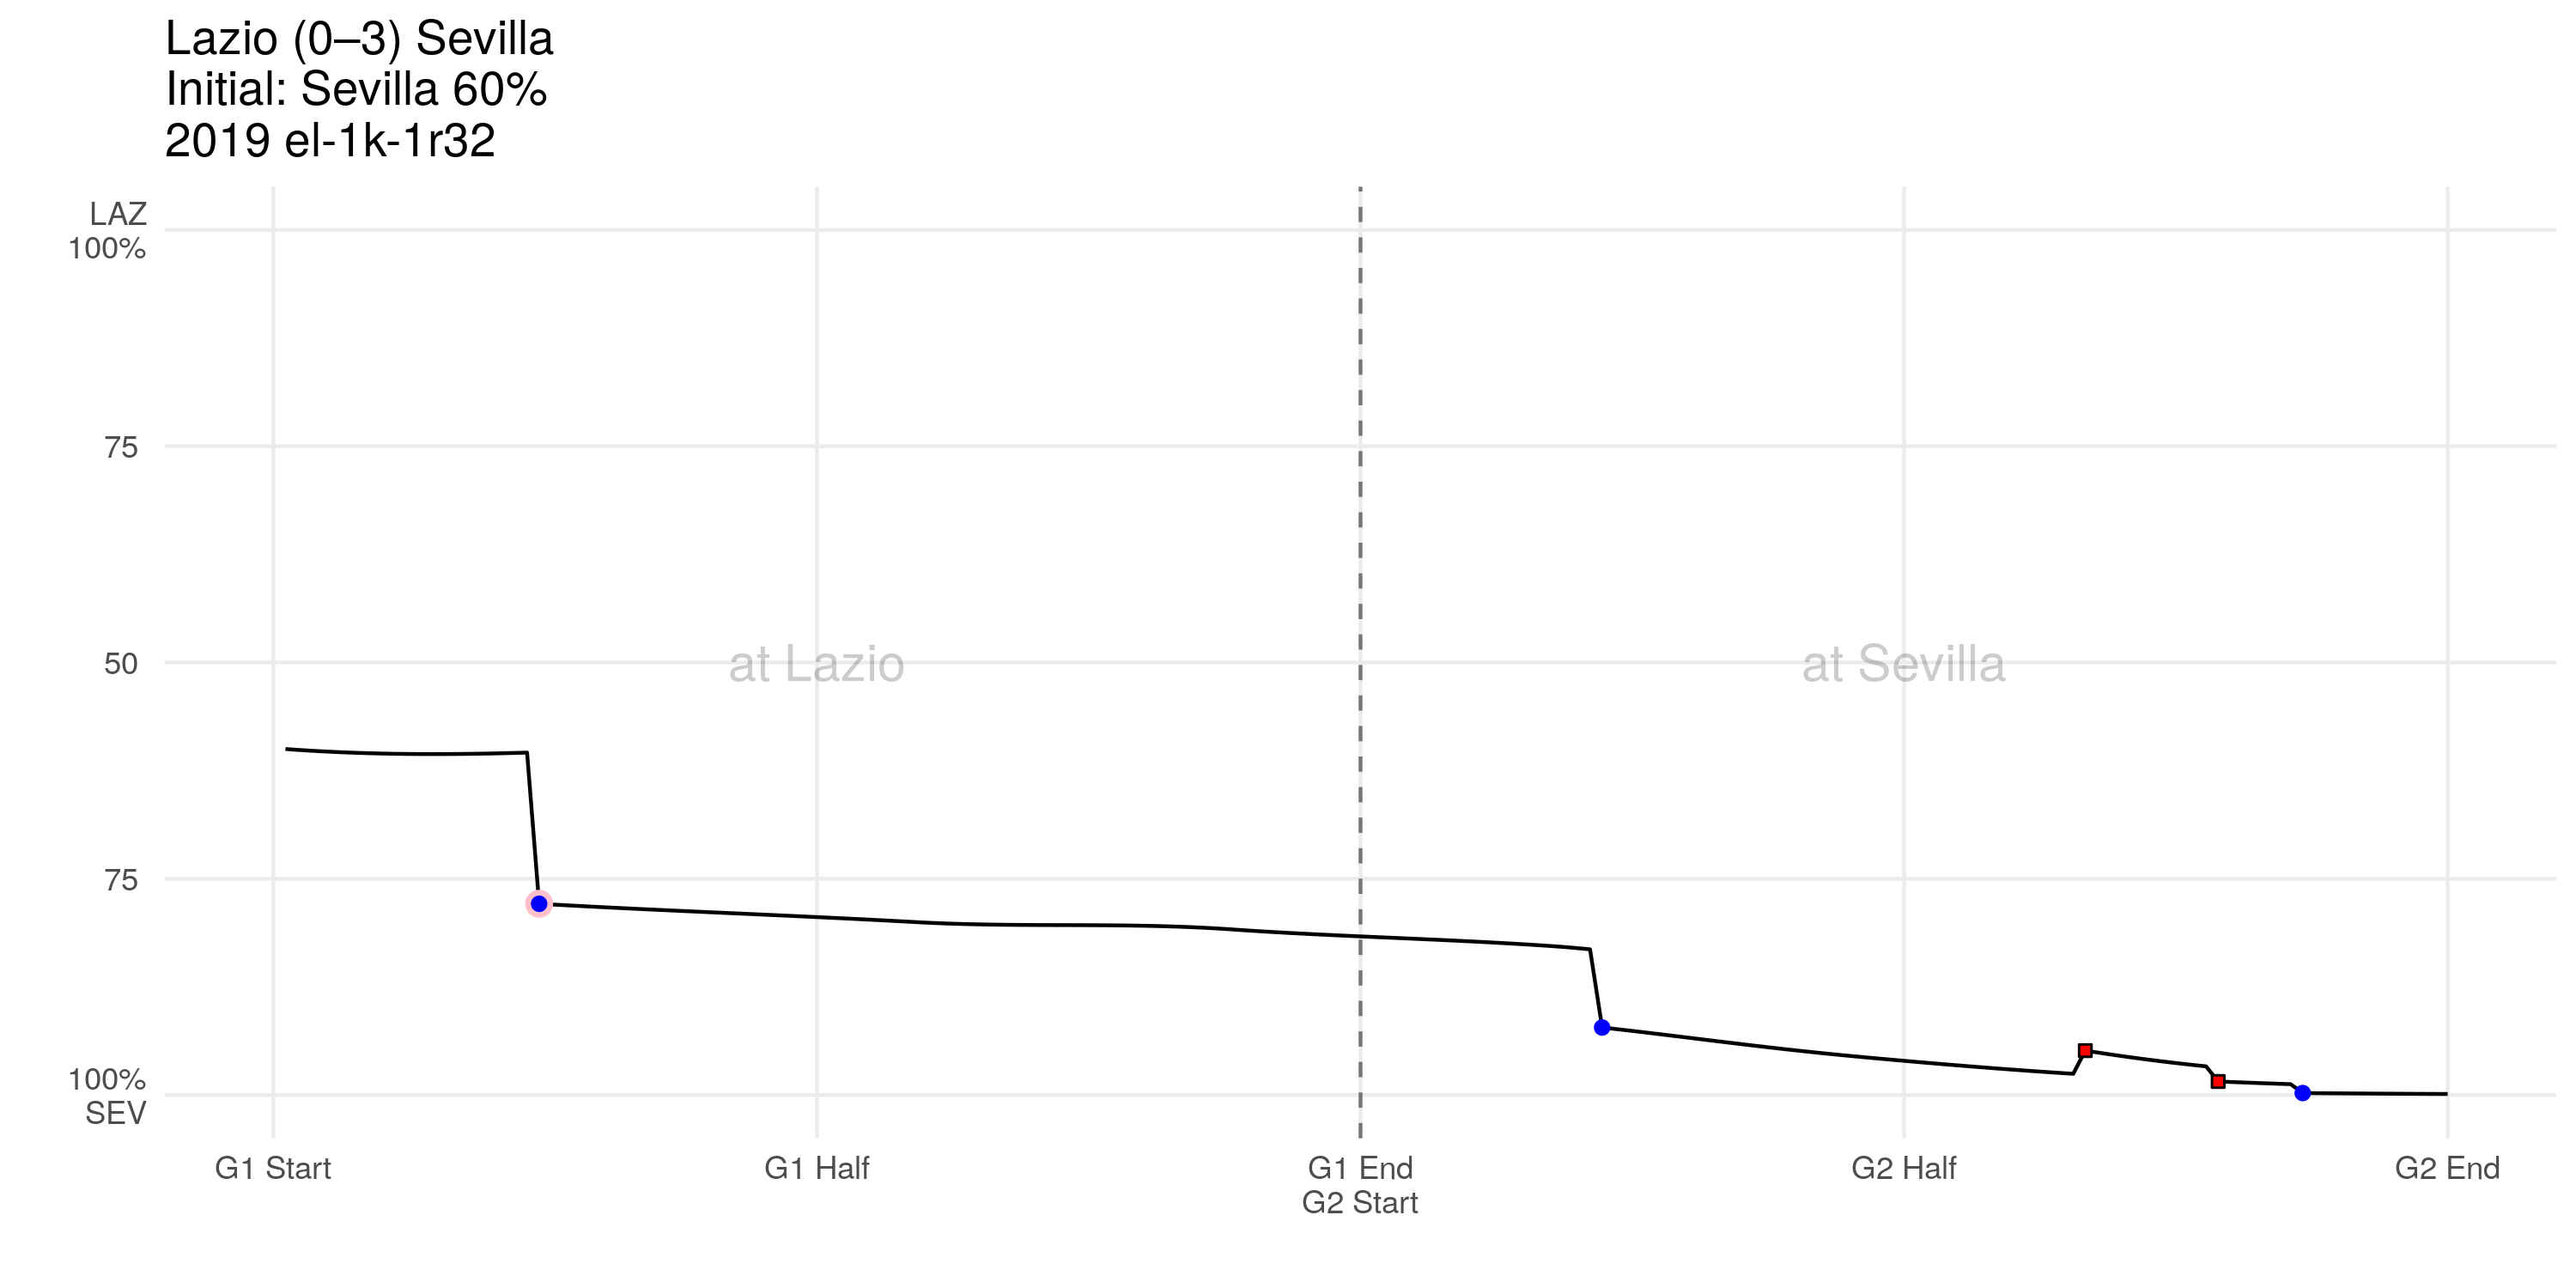 Lazio (0–3) Sevilla
Initial: Sevilla 60%
2019 el-1k-1r32
LAZ
100%
75
50
75
100%
SEV
at Lazio
at Sevilla
G1 Start
G1 Half
G1 End
G2 Start
G2 Half
G2 End